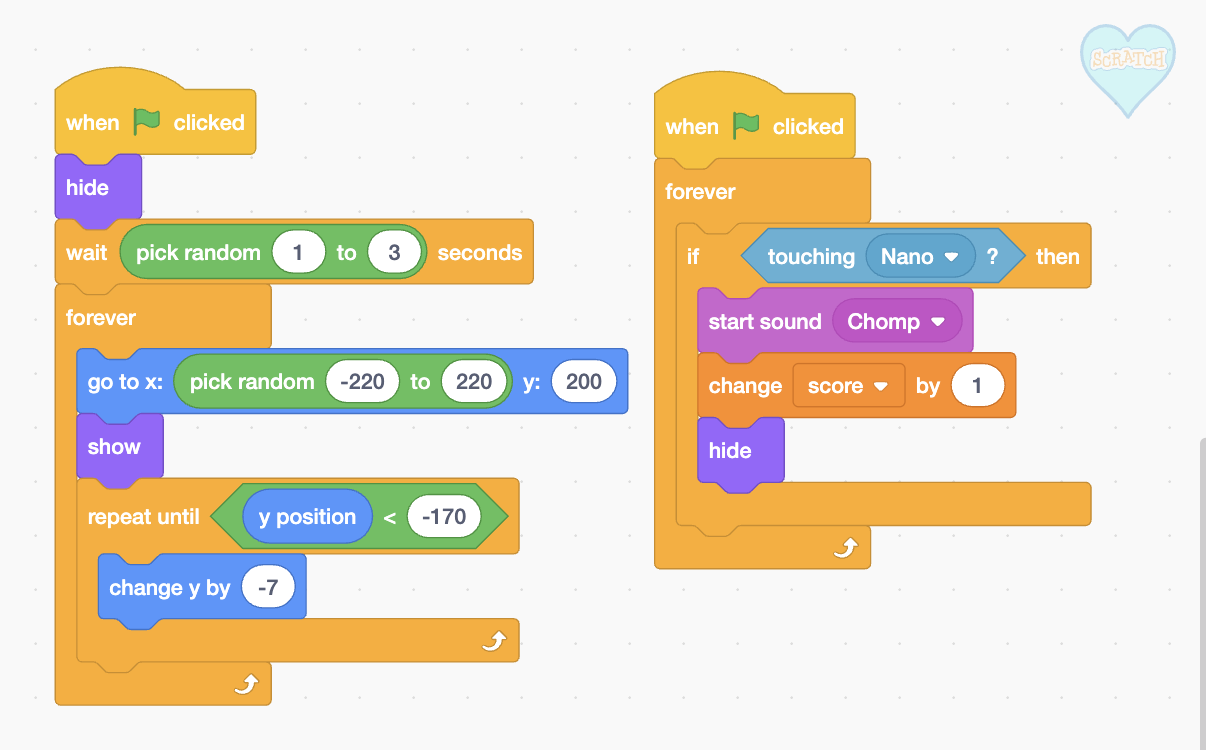 when clicked
hide
wait pick random 1 to 3 seconds
forever
go to x: pick random -220 to 220 y: 200
show
repeat until y position < -170
change y by -7
when clicked
forever
if touching Nano ? then
start sound Chomp
change score by 1
hide
SCRATCH